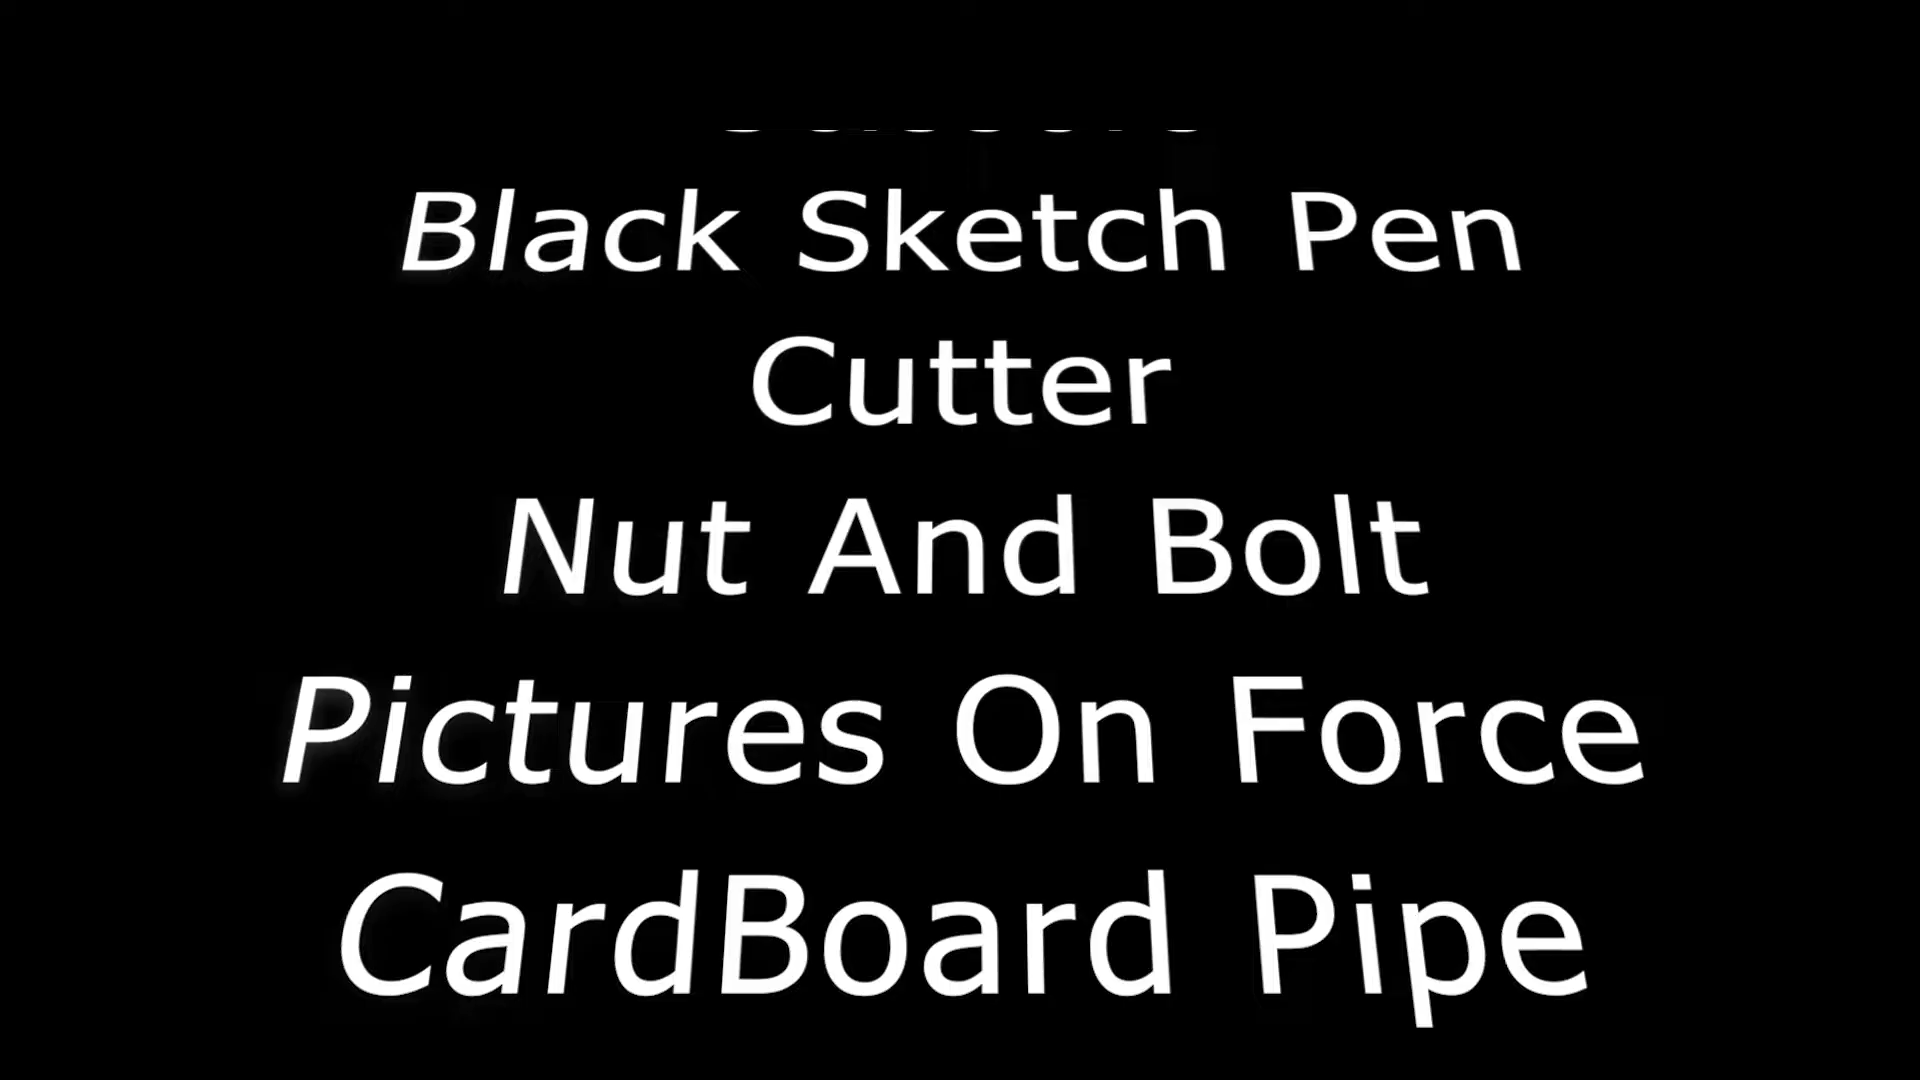 Black Sketch Pen
Cutter
Nut And Bolt
Pictures On Force
CardBoard Pipe